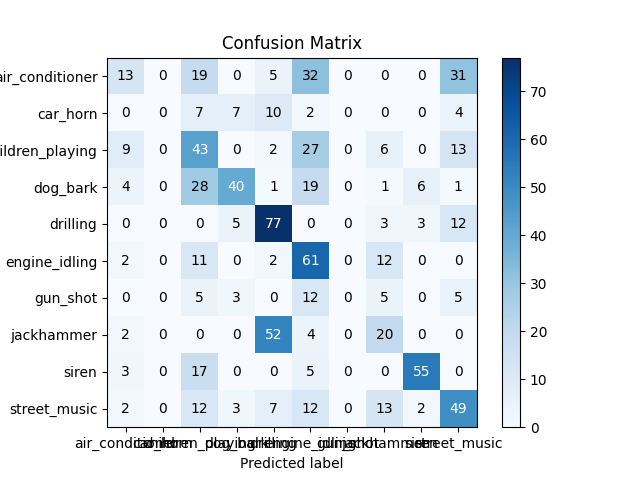 Confusion Matrix
air_conditioner 13 0 19 0 5 32 0 0 0 31
car_horn 0 0 7 7 10 2 0 0 0 4
ildren_playing 9 0 43 0 2 27 0 6 0 13
dog_bark 4 0 28 40 1 19 0 1 6 1
drilling 0 0 0 5 77 0 0 3 3 12
engine_idling 2 0 11 0 2 61 0 12 0 0
gun_shot 0 0 5 3 0 12 0 5 0 5
jackhammer 2 0 0 0 52 4 0 20 0 0
siren 3 0 17 0 0 5 0 0 55 0
street_music 2 0 12 3 7 12 0 13 2 49
street_music
Predicted label
70
60
50
40
30
20
10
0